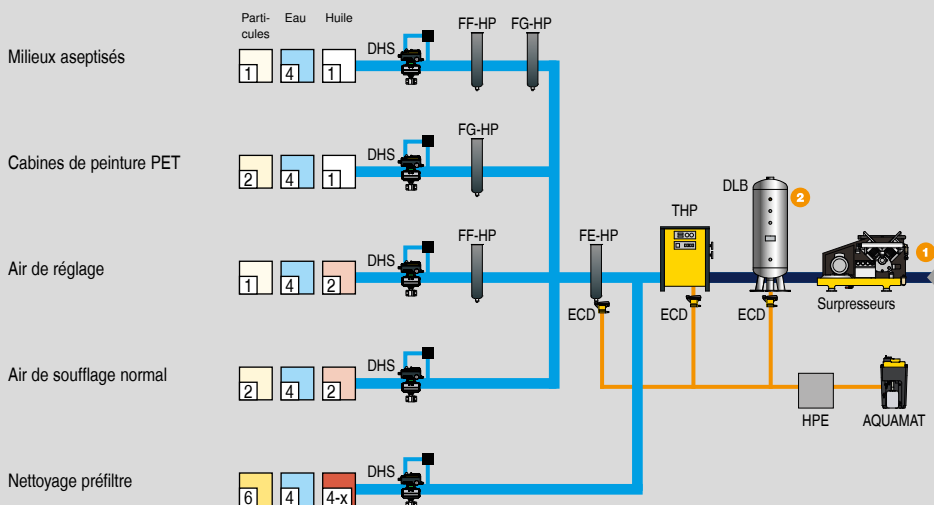 Parti-
cules
Eau
Huile
Milieux aseptisés
1
4
1
DHS
FF-HP
FG-HP
Cabines de peinture PET
2
4
1
DHS
FG-HP
Air de réglage
1
4
2
DHS
FF-HP
FE-HP
ECD
THP
ECD
DLB
2
ECD
1
Surpresseurs
Air de soufflage normal
2
4
2
DHS
HPE
AQUAMAT
Nettoyage préfiltre
6
4
4-x
DHS